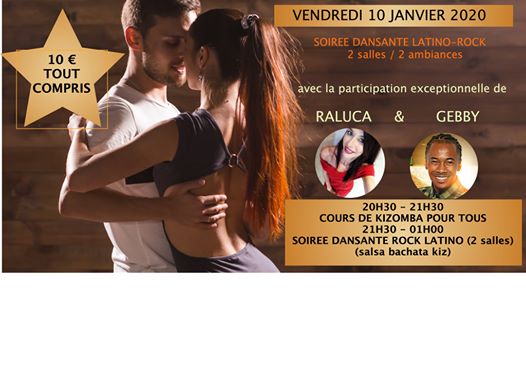 10 €
TOUT
COMPRIS
VENDREDI 10 JANVIER 2020
SOIREE DANSANTE LATINO-ROCK
2 salles / 2 ambiances
avec la participation exceptionnelle de
RALUCA & GEBBY
20H30 - 21H30
COURS DE KIZOMBA POUR TOUS
21H30 - 01H00
SOIREE DANSANTE ROCK LATINO (2 salles)
(salsa bachata kiz)